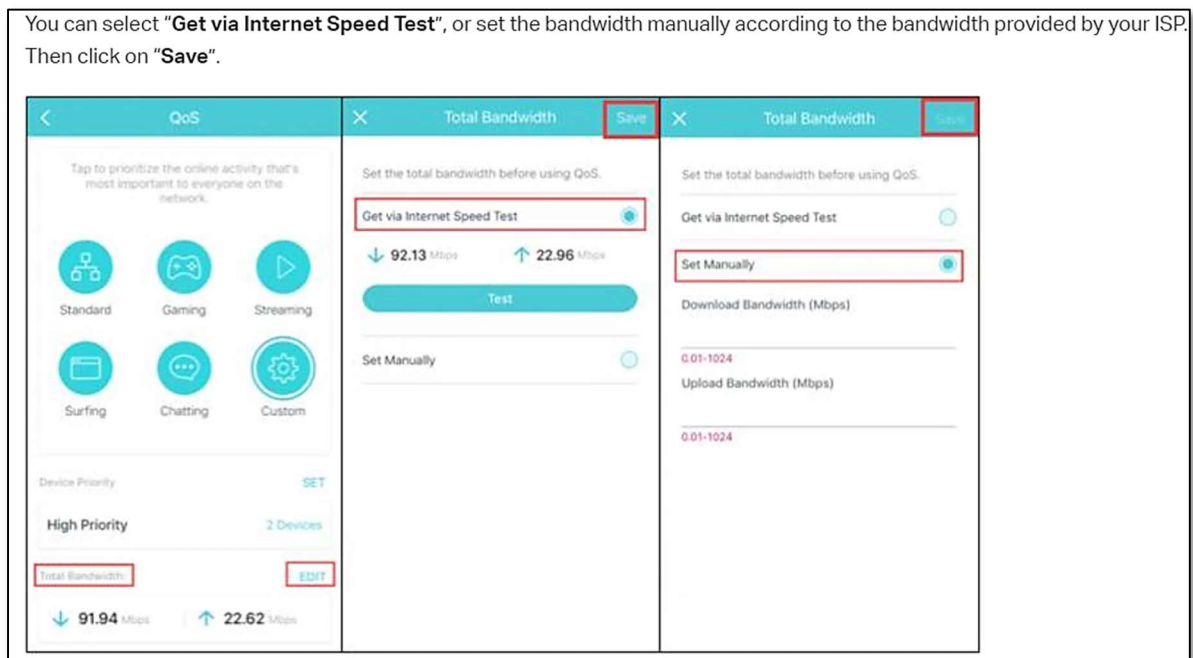 You can select "Get via Internet Speed Test", or set the bandwidth manually according to the bandwidth provided by your ISP.
Then click on "Save".
QoS
Tap to prioritize the online activity that's
most important to everyone on the
network.
Standard
Gaming
Streaming
Surfing
Chatting
Custom
Device Priority
SET
High Priority
2 Devices
Total Bandwidth
EDIT
91.94 Mbps
22.62 Mbps
Total Bandwidth
Save
Set the total bandwidth before using QoS.
Get via Internet Speed Test
92.13 Mbps
22.96 Mbps
Test
Set Manually
Total Bandwidth
Save
Set the total bandwidth before using QoS.
Get via Internet Speed Test
Set Manually
Download Bandwidth (Mbps)
0.01-1024
Upload Bandwidth (Mbps)
0.01-1024